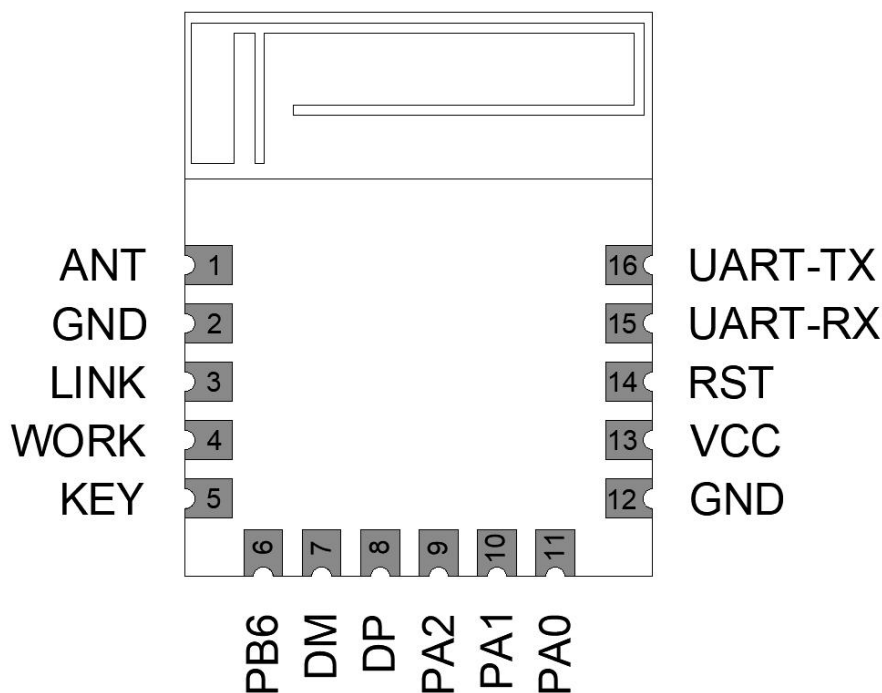 ANT 1 16 UART-TX
GND 2 15 UART-RX
LINK 3 14 RST
WORK 4 13 VCC
KEY 5 12 GND
6 7 8 9 10 11
PB6 DM DP PA2 PA1 PA0